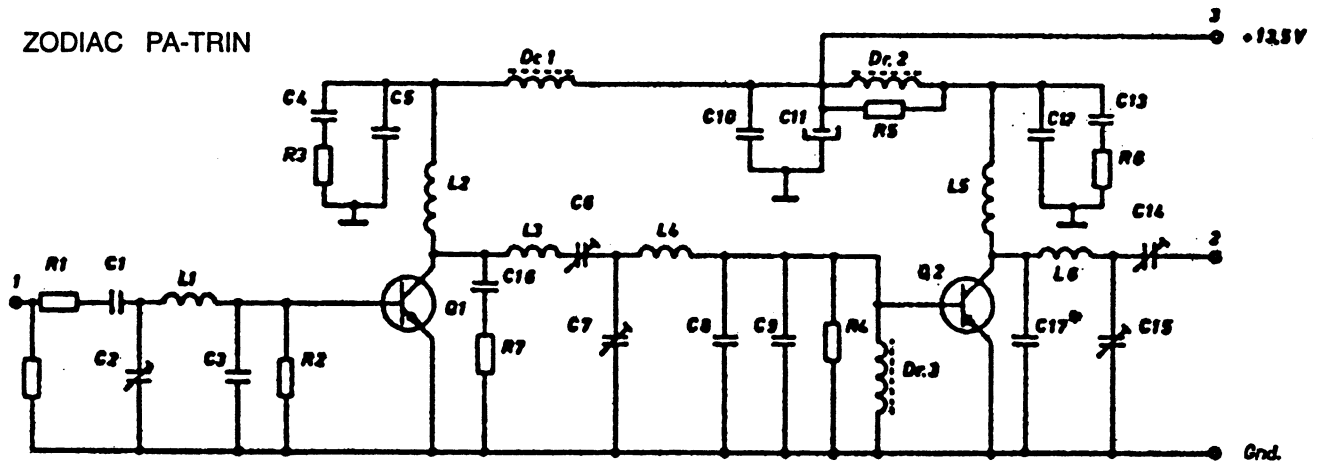 ZODIAC PA-TRIN
3
+13,5V
Dr.1
Dr.2
C4
C5
C10
C11
R5
C12
C13
R3
R6
L2
L5
C6
C14
L3
L4
2
R1
C1
L1
1
C16
Q2
L6
Q1
C2
C3
R2
R7
C7
C8
C9
R4
Dr.3
C17*
C15
Gnd.